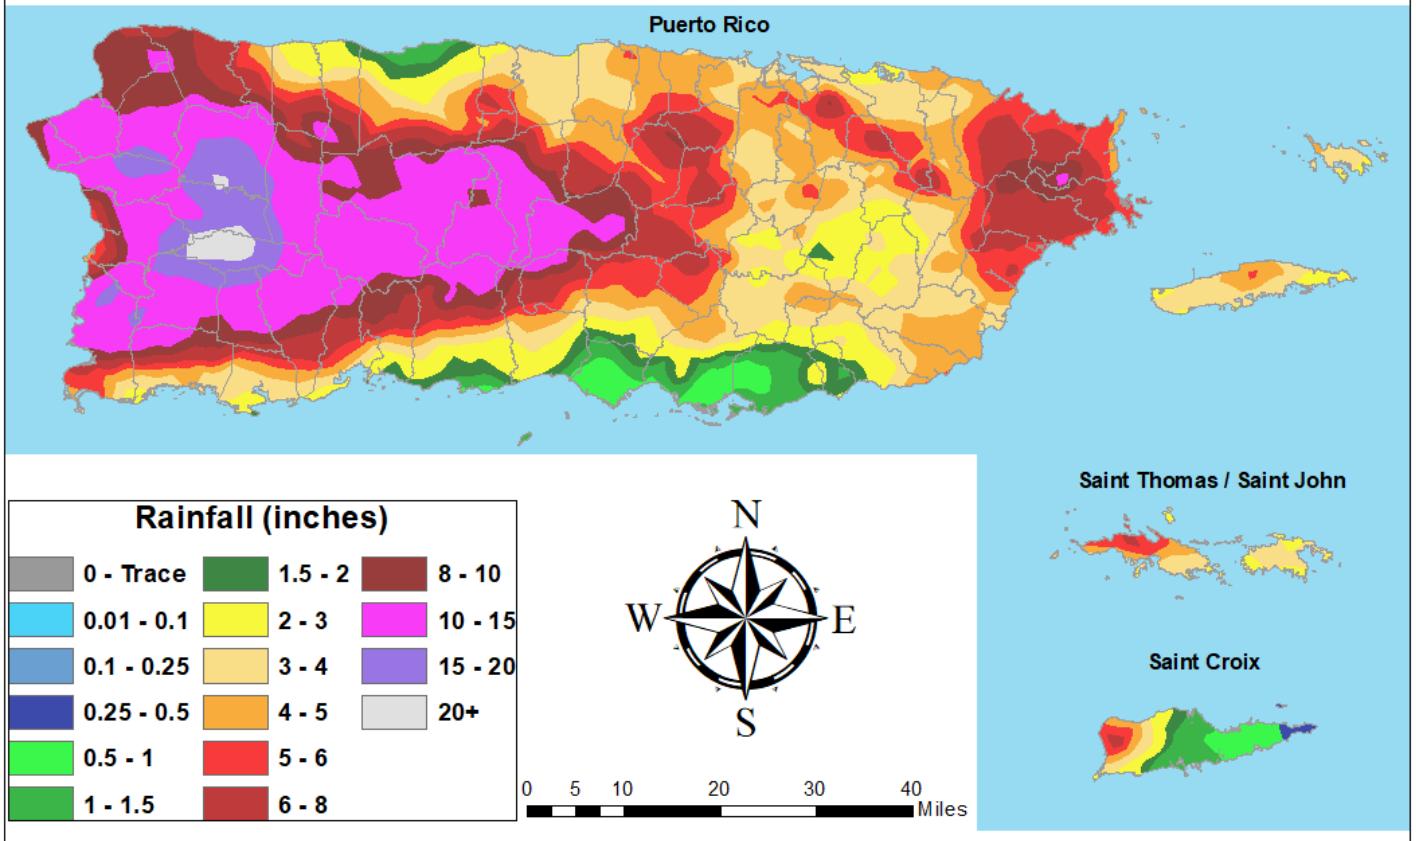 Puerto Rico
Saint Thomas / Saint John
Saint Croix
Rainfall (inches)
0 - Trace
0.01 - 0.1
0.1 - 0.25
0.25 - 0.5
0.5 - 1
1 - 1.5
1.5 - 2
2 - 3
3 - 4
4 - 5
5 - 6
6 - 8
8 - 10
10 - 15
15 - 20
20+
N
W E
S
0 5 10 20 30 40
Miles